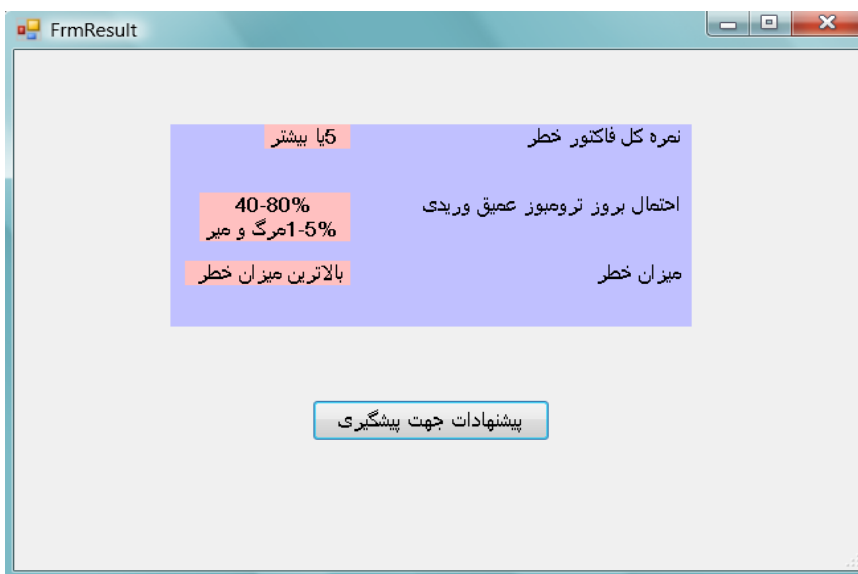 FrmResult
نمره کل فاکتور خطر
5یا بیشتر
احتمال بروز ترومبوز عمیق وریدی
40-80%
1-5%مرگ و میر
میزان خطر
بالاترین میزان خطر
پیشنهادات جهت پیشگیری